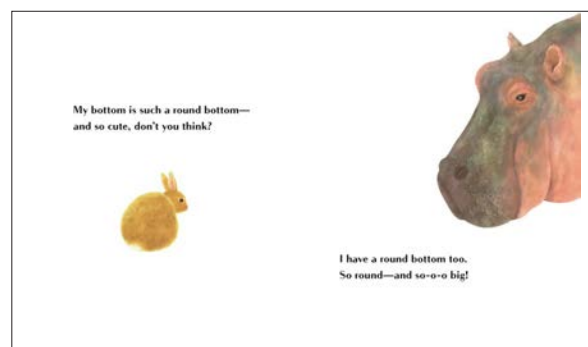 My bottom is such a round bottom—
and so cute, don't you think?
I have a round bottom too.
So round—and so-o-o big!